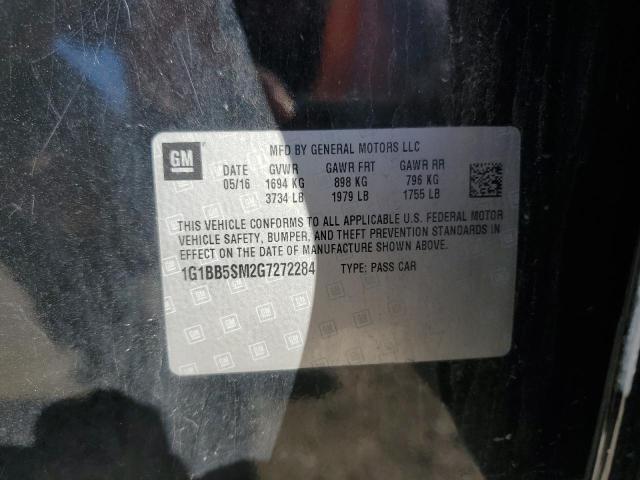 GM
MFD BY GENERAL MOTORS LLC
DATE GVWR GAWR FRT GAWR RR
05/16 1694 KG 898 KG 796 KG
3734 LB 1979 LB 1755 LB
THIS VEHICLE CONFORMS TO ALL APPLICABLE U.S. FEDERAL MOTOR
VEHICLE SAFETY, BUMPER, AND THEFT PREVENTION STANDARDS IN
EFFECT ON THE DATE OF MANUFACTURE SHOWN ABOVE.
1G1BB5SM2G7272284 TYPE: PASS CAR